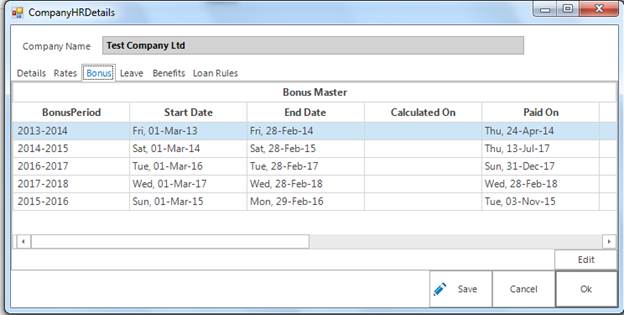 CompanyHRDetails
Company Name Test Company Ltd
Details Rates Bonus Leave Benefits Loan Rules
Bonus Master
BonusPeriod Start Date End Date Calculated On Paid On
2013-2014 Fri, 01-Mar-13 Fri, 28-Feb-14 Thu, 24-Apr-14
2014-2015 Sat, 01-Mar-14 Sat, 28-Feb-15 Thu, 13-Jul-17
2016-2017 Tue, 01-Mar-16 Tue, 28-Feb-17 Sun, 31-Dec-17
2017-2018 Wed, 01-Mar-17 Wed, 28-Feb-18 Wed, 28-Feb-18
2015-2016 Sun, 01-Mar-15 Mon, 29-Feb-16 Tue, 03-Nov-15
Edit
Save Cancel Ok